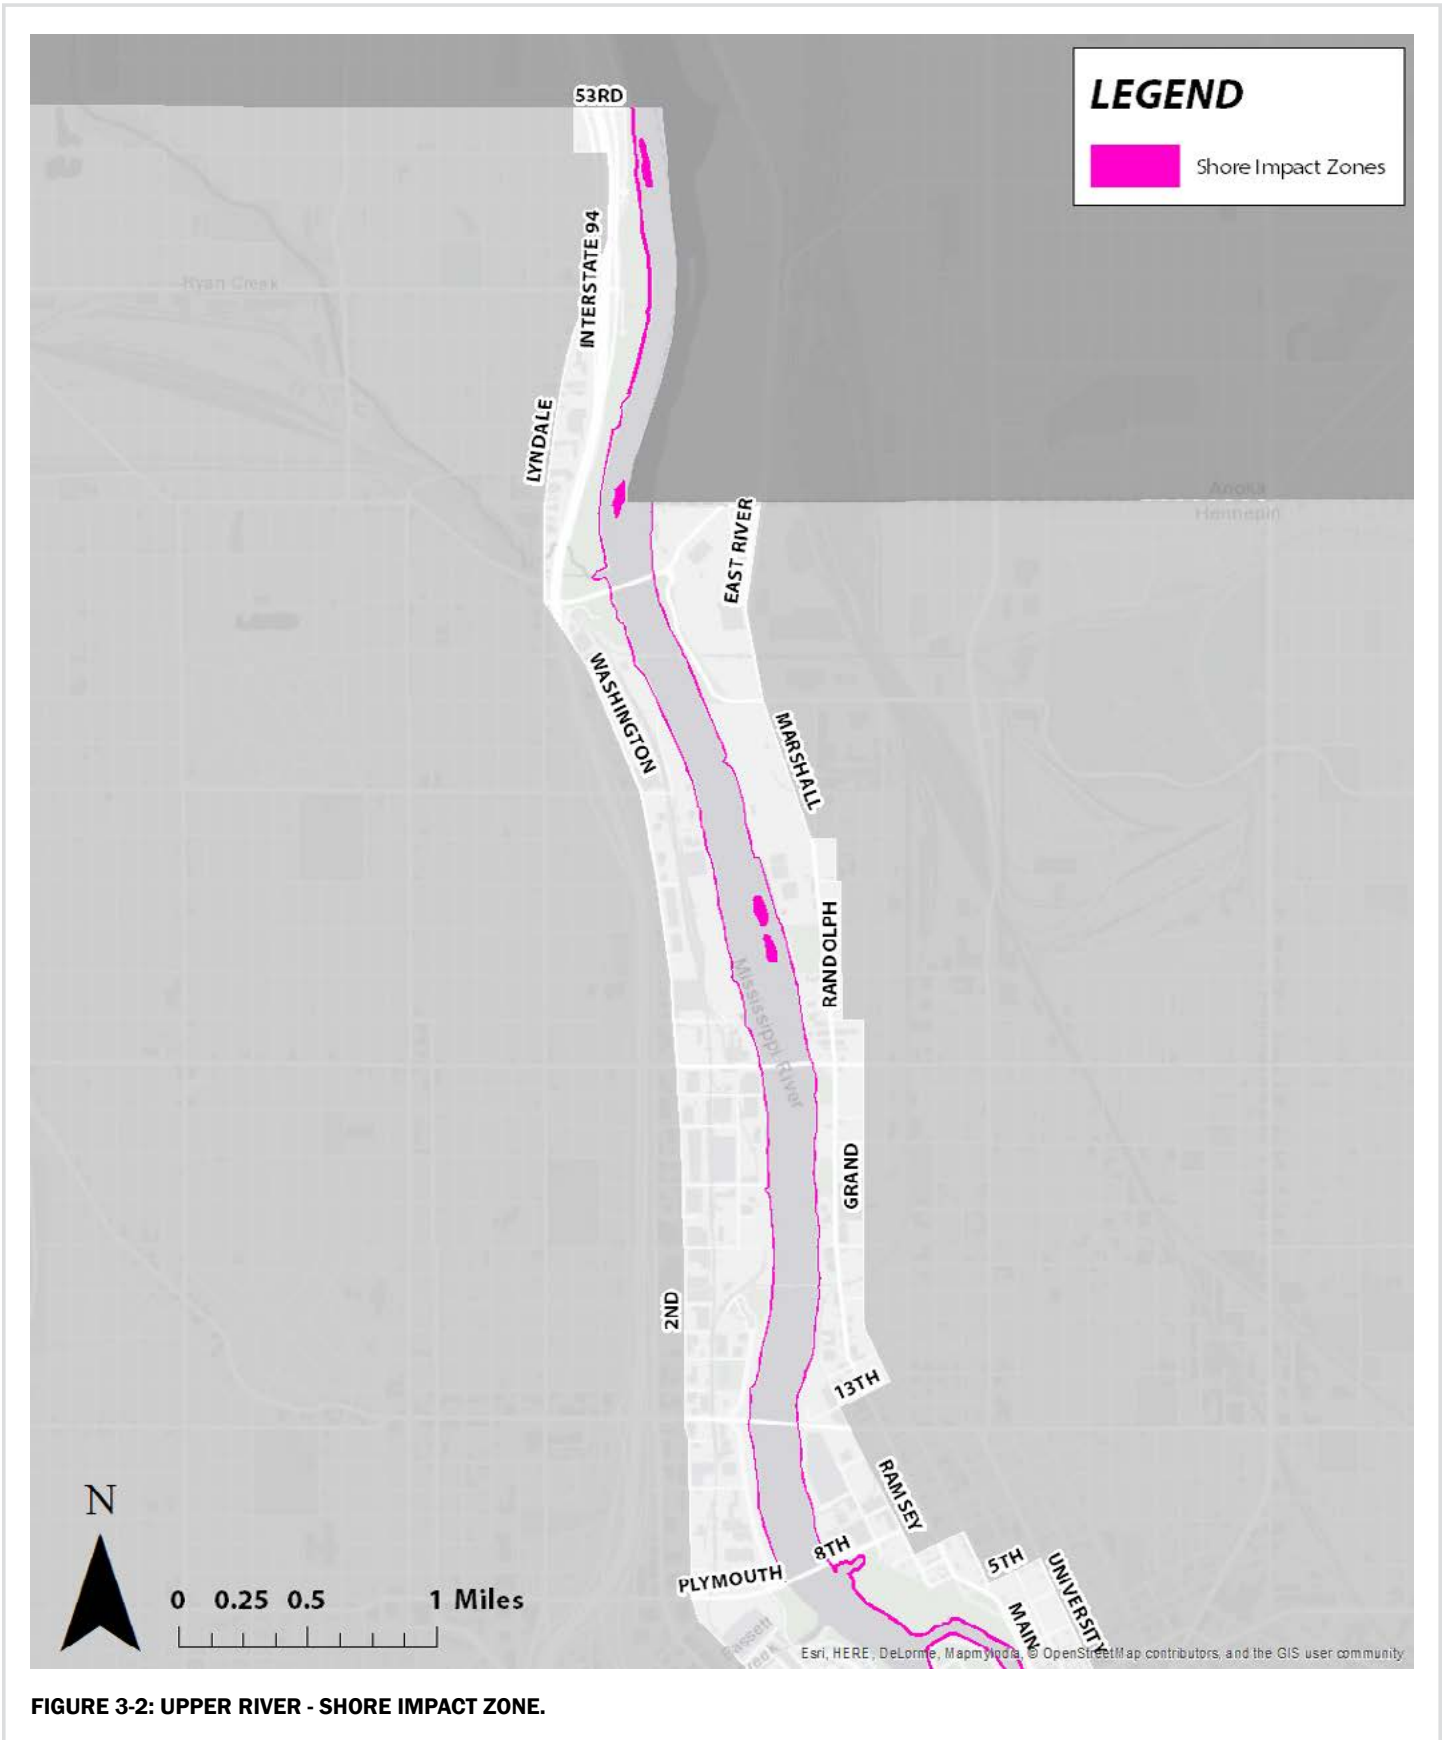 53RD
LEGEND
Shore Impact Zones
INTERSTATE 94
Ryan Creek
LYNDALE
Anoka
Hennepin
EAST RIVER
WASHINGTON
MARSHALL
RANDOLPH
Mississippi River
GRAND
2ND
13TH
RAMSEY
N
8TH
5TH
UNIVERSITY
PLYMOUTH
MAIN
0 0.25 0.5 1 Miles
Bassett
Esri, HERE, DeLorme, MapmyIndia, © OpenStreetMap contributors, and the GIS user community
FIGURE 3-2: UPPER RIVER - SHORE IMPACT ZONE.